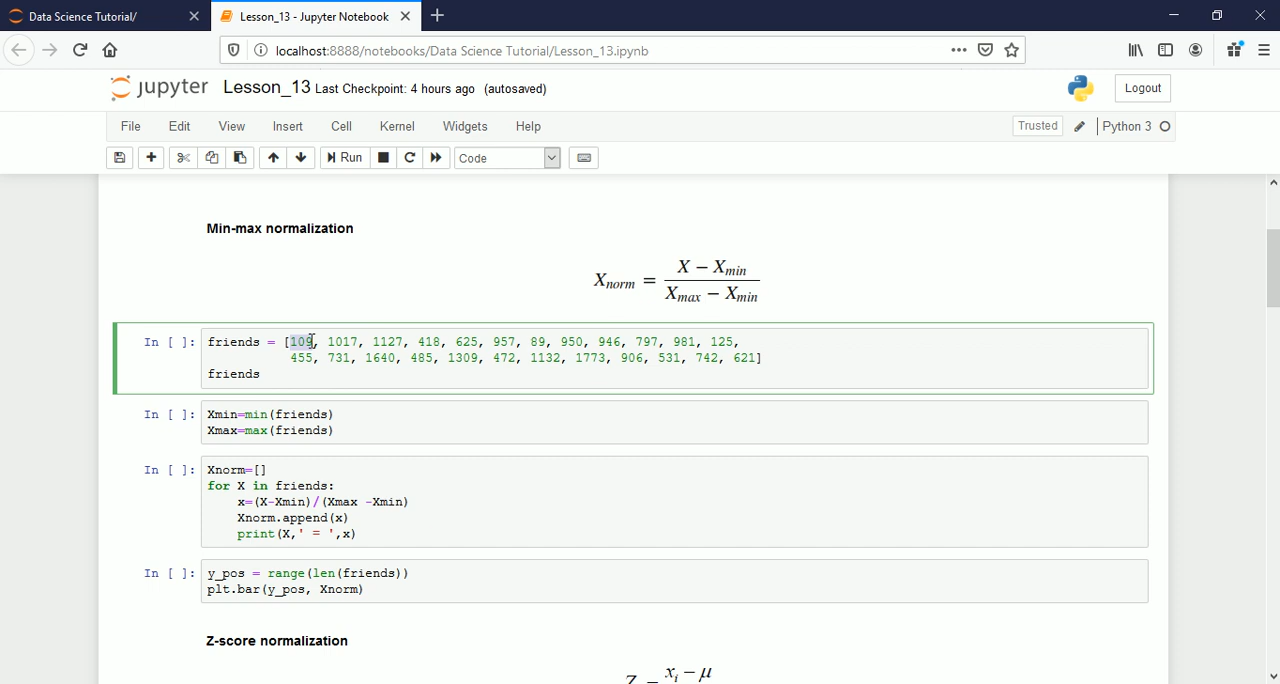 Data Science Tutorial/
Lesson_13 - Jupyter Notebook
localhost:8888/notebooks/Data Science Tutorial/Lesson_13.ipynb
jupyter Lesson_13 Last Checkpoint: 4 hours ago (autosaved)
Logout
File Edit View Insert Cell Kernel Widgets Help
Trusted Python 3
Run Code
Min-max normalization
X_norm = (X − X_min) / (X_max − X_min)
In [ ]: friends = [109, 1017, 1127, 418, 625, 957, 89, 950, 946, 797, 981, 125,
455, 731, 1640, 485, 1309, 472, 1132, 1773, 906, 531, 742, 621]
friends
In [ ]: Xmin=min(friends)
Xmax=max(friends)
In [ ]: Xnorm=[]
for X in friends:
x=(X-Xmin)/(Xmax -Xmin)
Xnorm.append(x)
print(X,' = ',x)
In [ ]: y_pos = range(len(friends))
plt.bar(y_pos, Xnorm)
Z-score normalization
x_i − μ